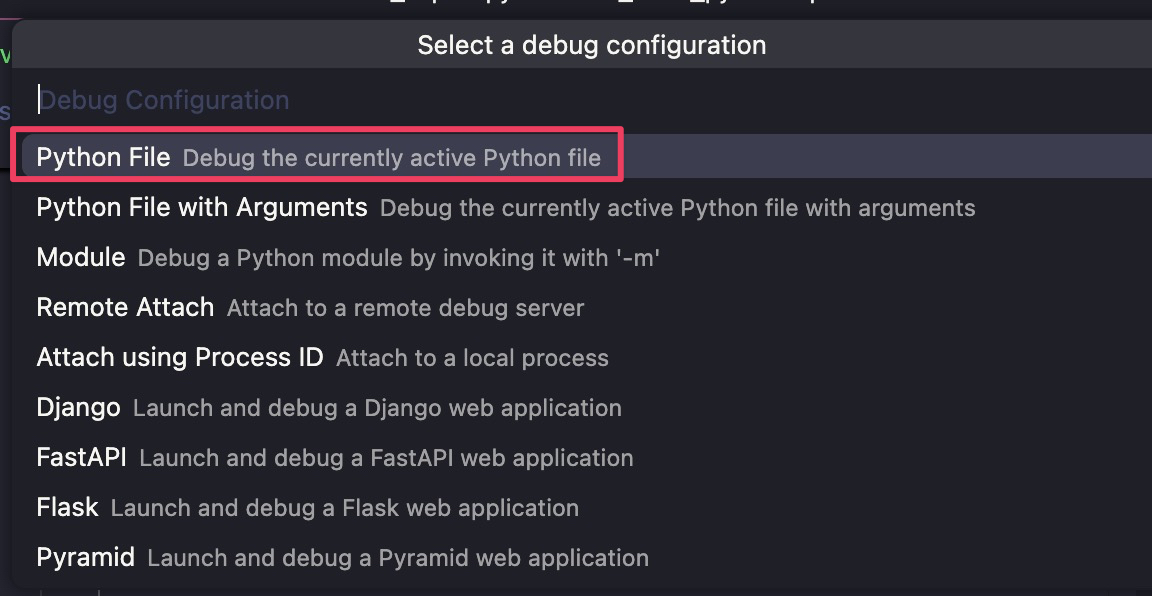 Select a debug configuration
Debug Configuration
Python File Debug the currently active Python file
Python File with Arguments Debug the currently active Python file with arguments
Module Debug a Python module by invoking it with '-m'
Remote Attach Attach to a remote debug server
Attach using Process ID Attach to a local process
Django Launch and debug a Django web application
FastAPI Launch and debug a FastAPI web application
Flask Launch and debug a Flask web application
Pyramid Launch and debug a Pyramid web application